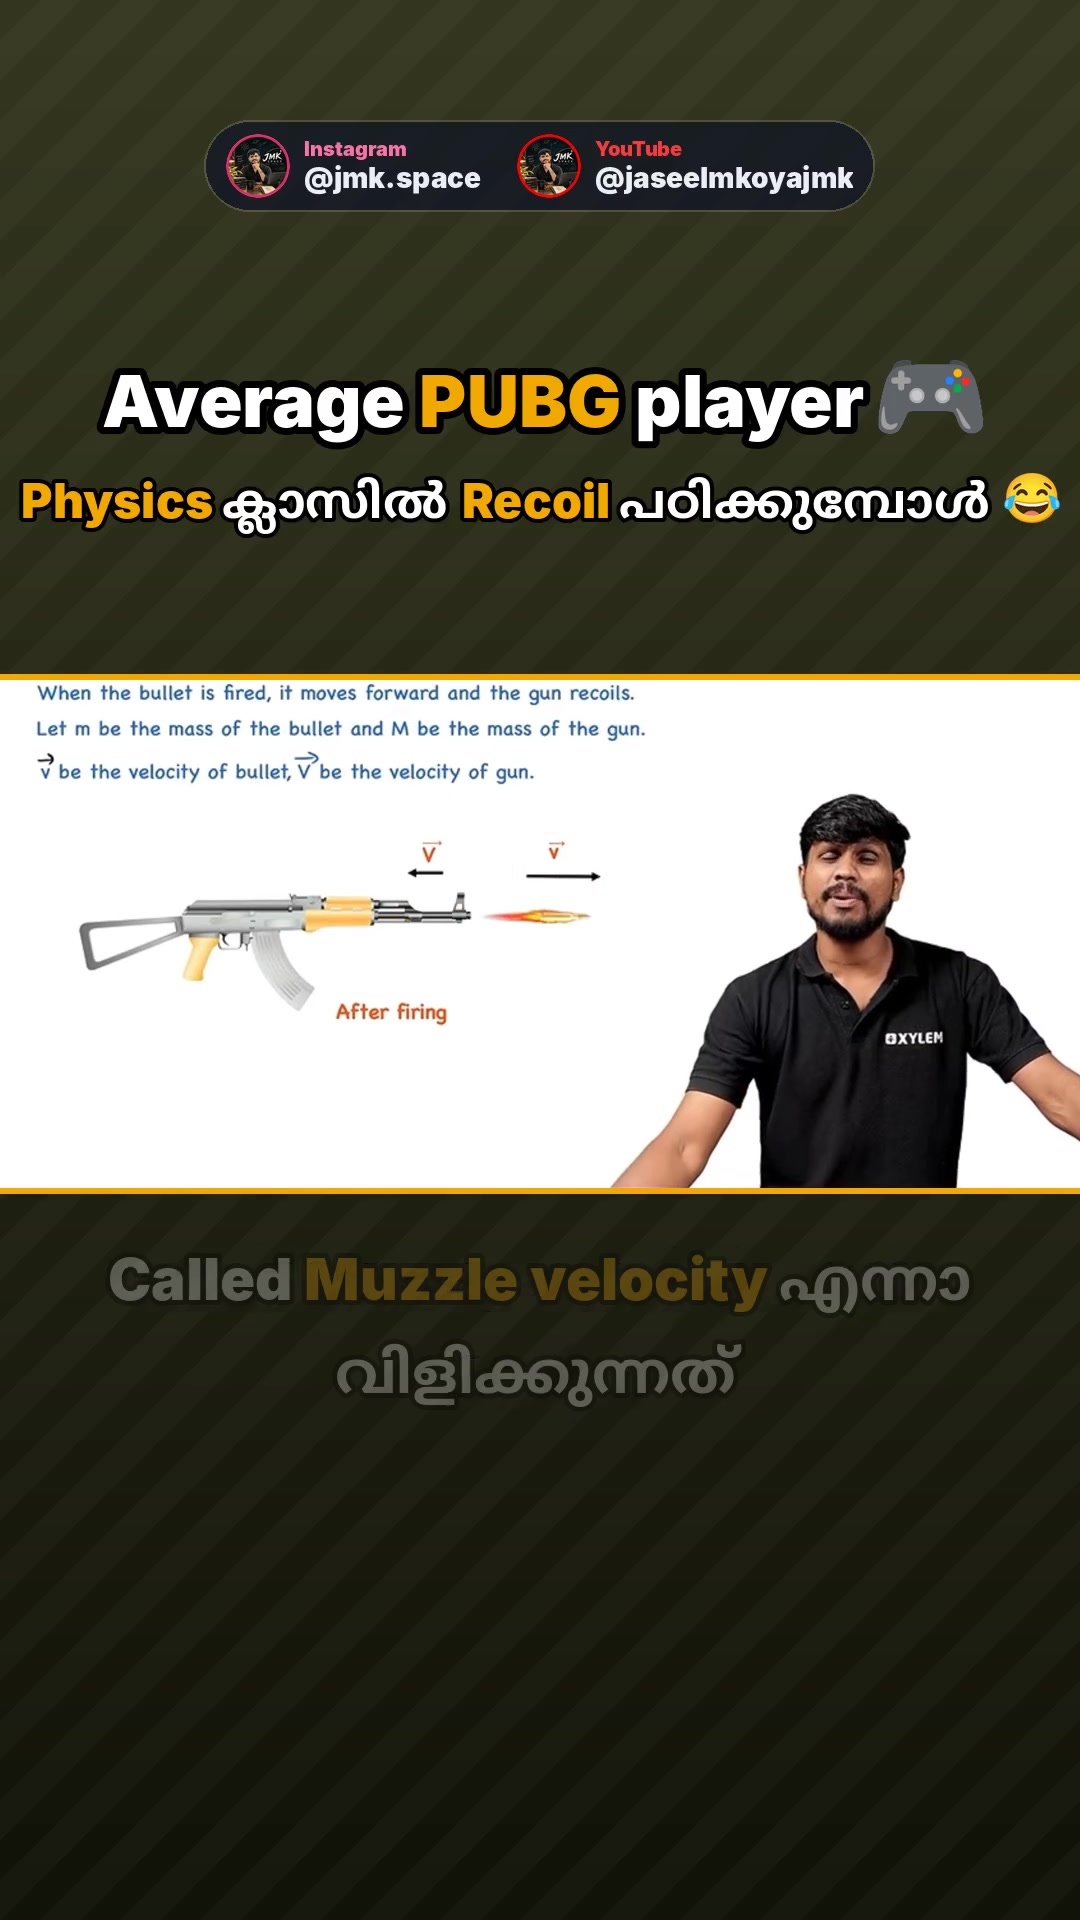 Instagram
@jmk.space
YouTube
@jaseelmkoyajmk
Average PUBG player 🎮
Physics ക്ലാസിൽ Recoil പഠിക്കുമ്പോൾ 😂
When the bullet is fired, it moves forward and the gun recoils.
Let m be the mass of the bullet and M be the mass of the gun.
v⃗ be the velocity of bullet, V⃗ be the velocity of gun.
V⃗
v⃗
After firing
XYLEM
Called Muzzle velocity എന്നാ
വിളിക്കുന്നത്